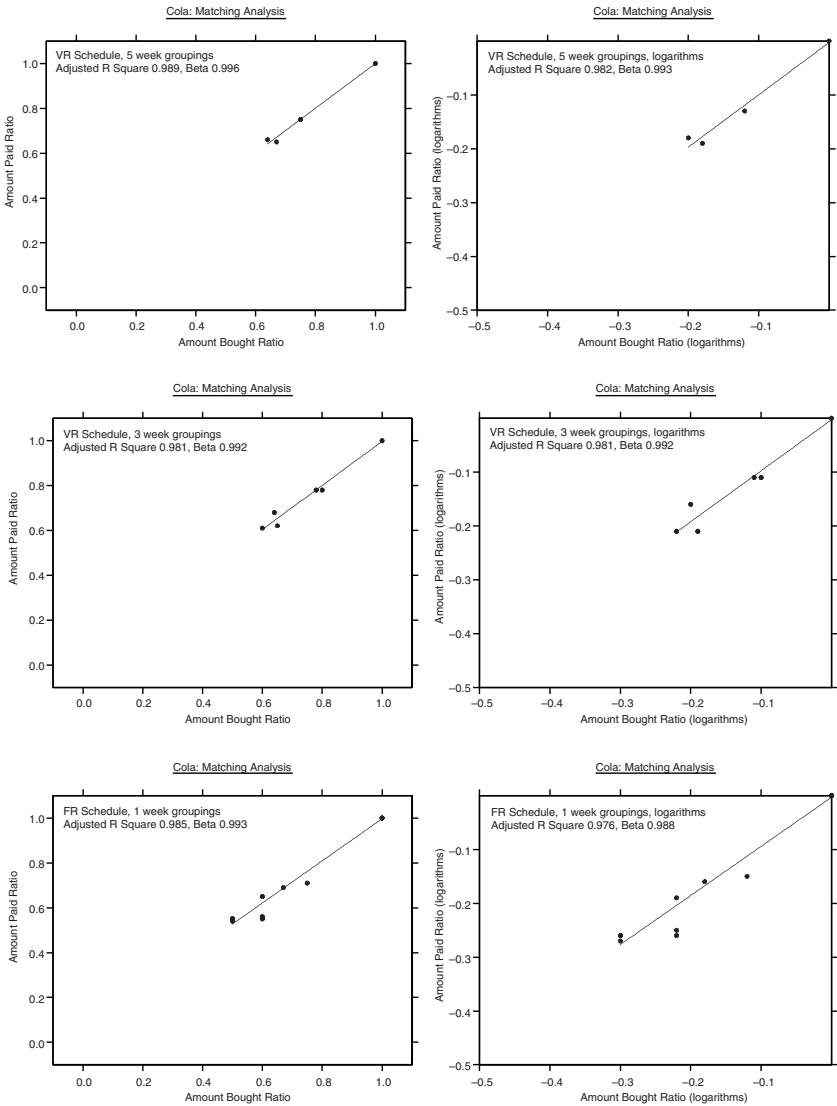 Cola: Matching Analysis
VR Schedule, 5 week groupings
Adjusted R Square 0.989, Beta 0.996
1.0
0.8
0.6
0.4
0.2
0.0
Amount Paid Ratio
0.0 0.2 0.4 0.6 0.8 1.0
Amount Bought Ratio
Cola: Matching Analysis
VR Schedule, 5 week groupings, logarithms
Adjusted R Square 0.982, Beta 0.993
−0.1
−0.2
−0.3
−0.4
−0.5
Amount Paid Ratio (logarithms)
−0.5 −0.4 −0.3 −0.2 −0.1
Amount Bought Ratio (logarithms)
Cola: Matching Analysis
VR Schedule, 3 week groupings
Adjusted R Square 0.981, Beta 0.992
1.0
0.8
0.6
0.4
0.2
0.0
Amount Paid Ratio
0.0 0.2 0.4 0.6 0.8 1.0
Amount Bought Ratio
Cola: Matching Analysis
VR Schedule, 3 week groupings, logarithms
Adjusted R Square 0.981, Beta 0.992
−0.1
−0.2
−0.3
−0.4
−0.5
Amount Paid Ratio (logarithms)
−0.5 −0.4 −0.3 −0.2 −0.1
Amount Bought Ratio (logarithms)
Cola: Matching Analysis
FR Schedule, 1 week groupings
Adjusted R Square 0.985, Beta 0.993
1.0
0.8
0.6
0.4
0.2
0.0
Amount Paid Ratio
0.0 0.2 0.4 0.6 0.8 1.0
Amount Bought Ratio
Cola: Matching Analysis
FR Schedule, 1 week groupings, logarithms
Adjusted R Square 0.976, Beta 0.988
−0.1
−0.2
−0.3
−0.4
−0.5
Amount Paid Ratio (logarithms)
−0.5 −0.4 −0.3 −0.2 −0.1
Amount Bought Ratio (logarithms)